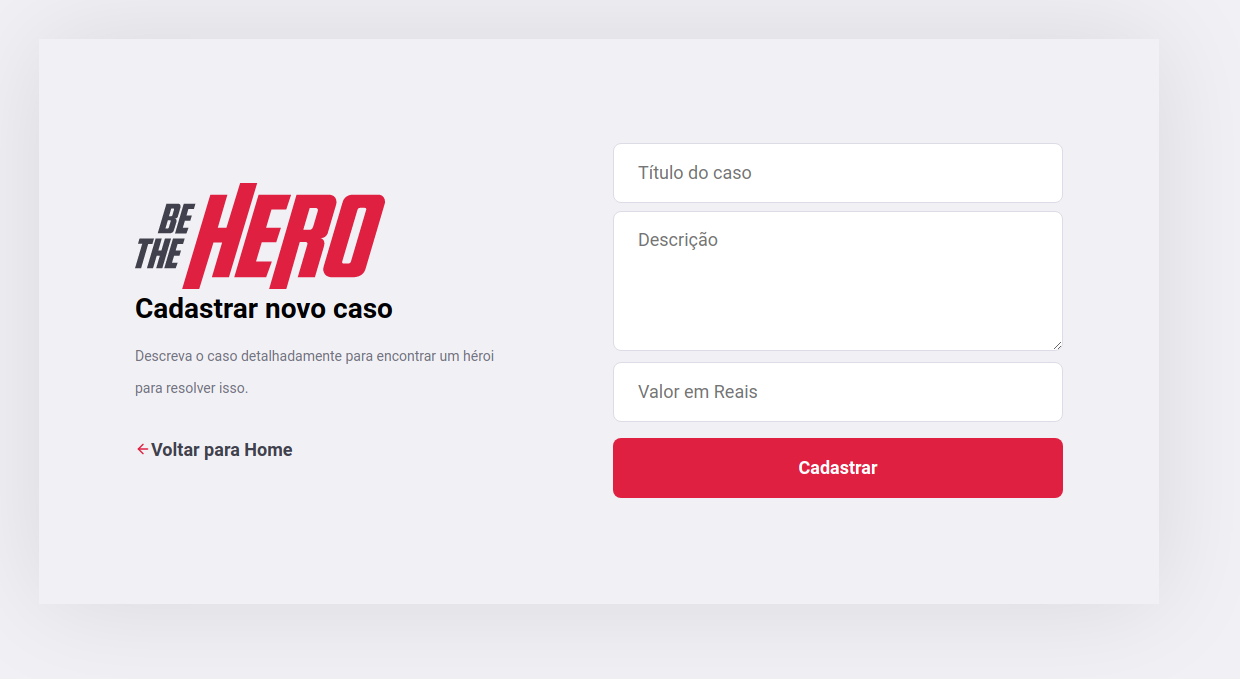 BE
THE
HERO
Cadastrar novo caso
Descreva o caso detalhadamente para encontrar um héroi
para resolver isso.
Voltar para Home
Título do caso
Descrição
Valor em Reais
Cadastrar